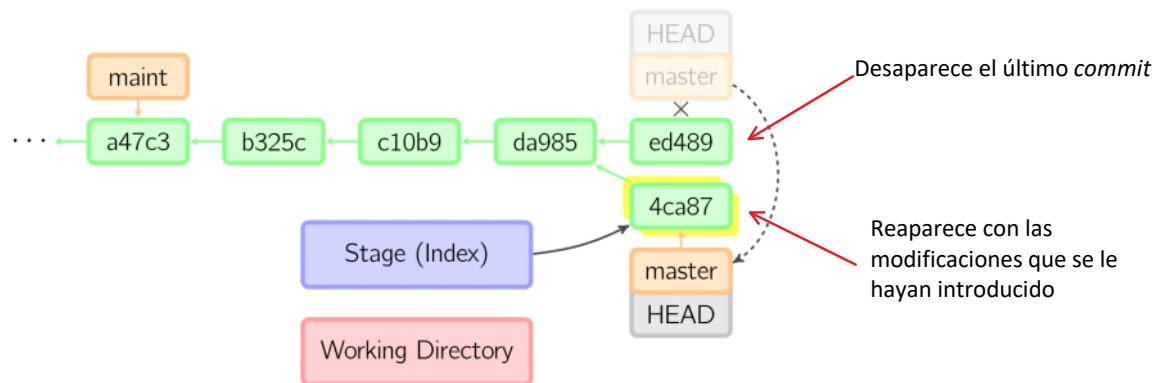 HEAD
master
maint
Desaparece el último commit
...
a47c3
b325c
c10b9
da985
ed489
4ca87
Stage (Index)
Reaparece con las
modificaciones que se le
hayan introducido
master
HEAD
Working Directory